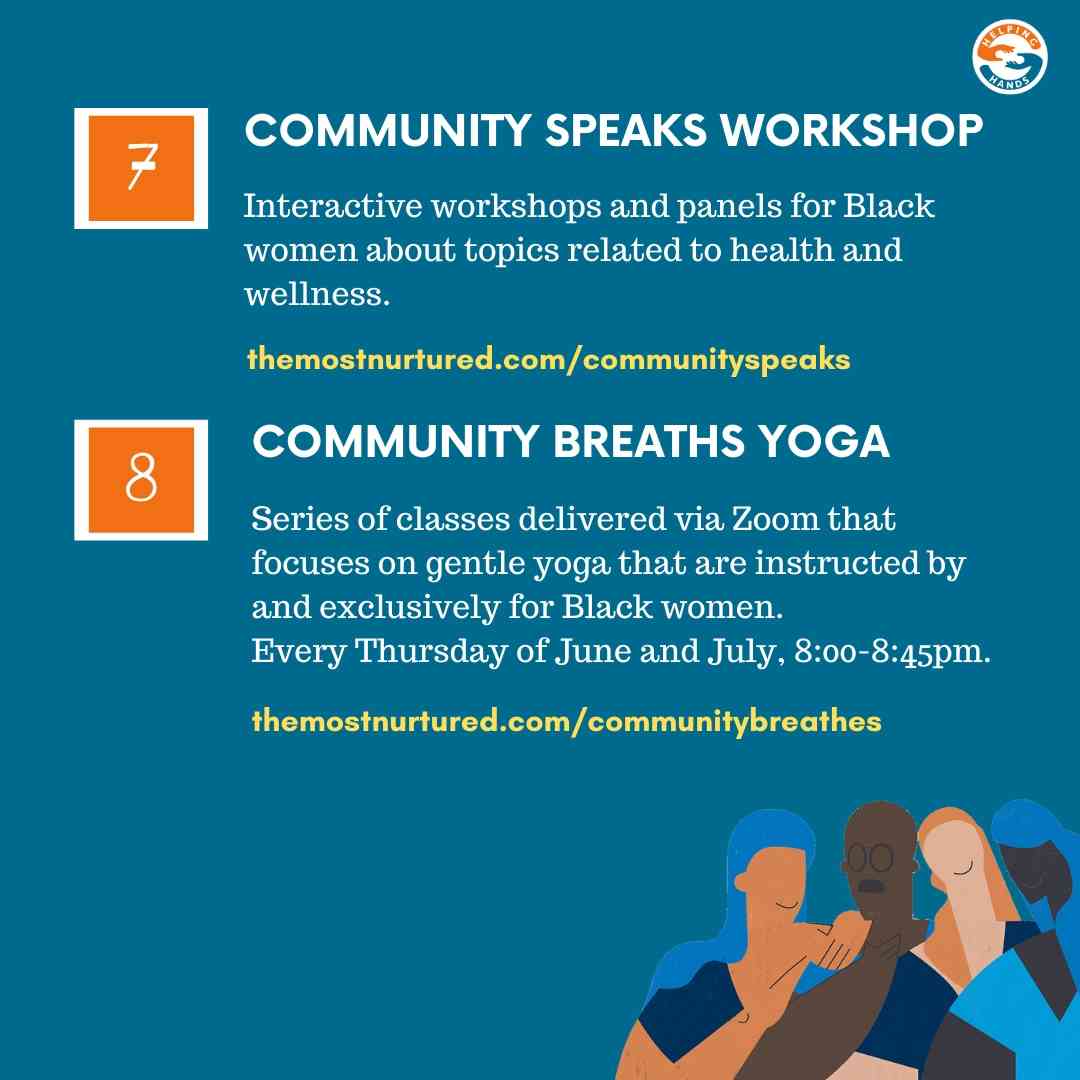 HELPING
HANDS
7
COMMUNITY SPEAKS WORKSHOP
Interactive workshops and panels for Black
women about topics related to health and
wellness.
themostnurtured.com/communityspeaks
8
COMMUNITY BREATHS YOGA
Series of classes delivered via Zoom that
focuses on gentle yoga that are instructed by
and exclusively for Black women.
Every Thursday of June and July, 8:00-8:45pm.
themostnurtured.com/communitybreathes